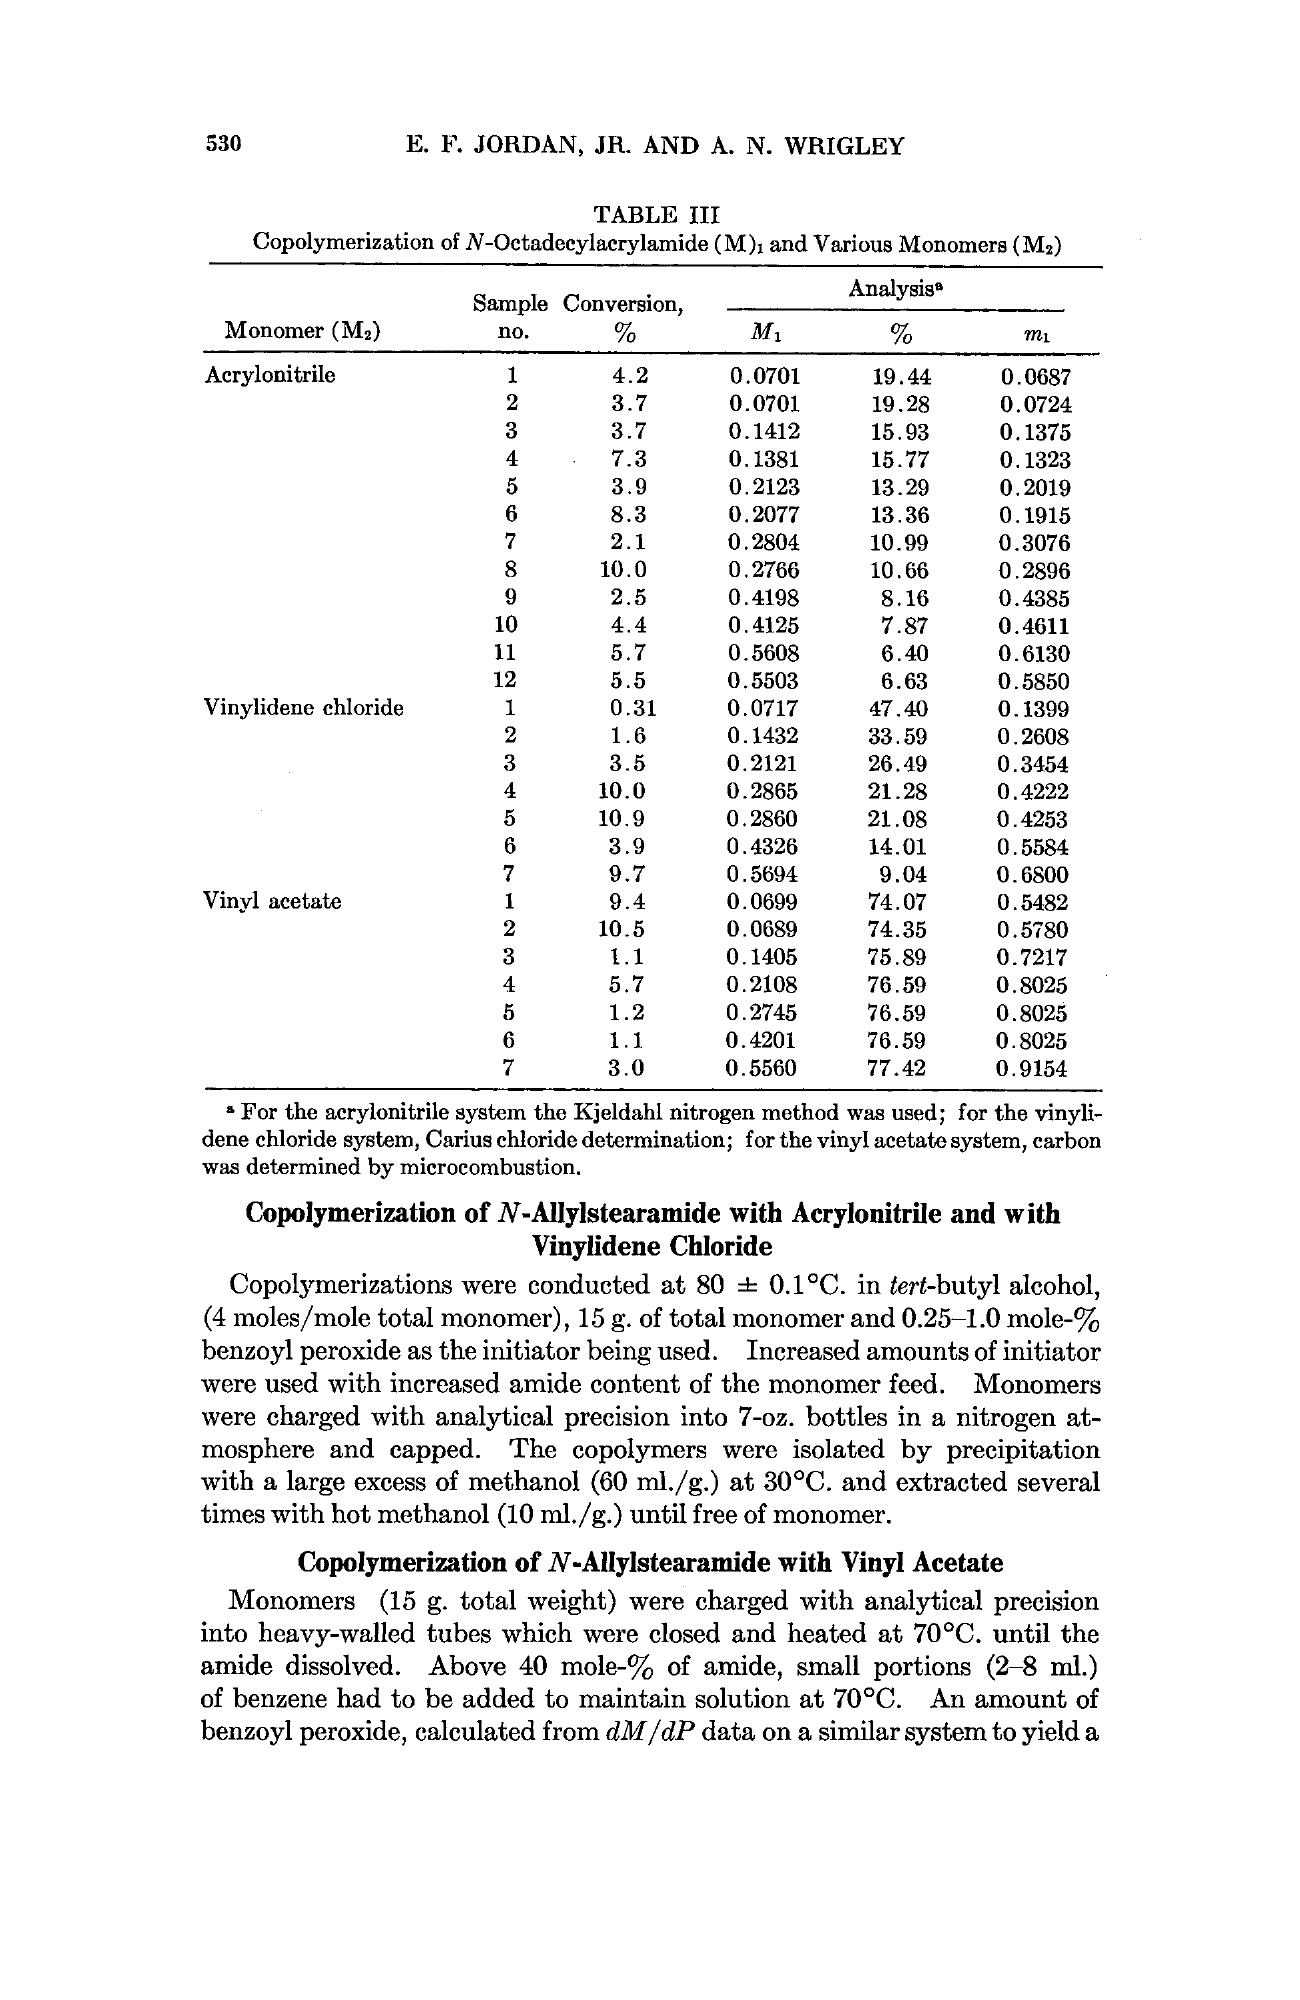 530 E. F. JORDAN, JR. AND A. N. WRIGLEY
TABLE III
Copolymerization of N-Octadecylacrylamide (M)₁ and Various Monomers (M₂)
Analysisᵃ
Sample Conversion,
Monomer (M₂) no. % M₁ % m₁
Acrylonitrile 1 4.2 0.0701 19.44 0.0687
2 3.7 0.0701 19.28 0.0724
3 3.7 0.1412 15.93 0.1375
4 7.3 0.1381 15.77 0.1323
5 3.9 0.2123 13.29 0.2019
6 8.3 0.2077 13.36 0.1915
7 2.1 0.2804 10.99 0.3076
8 10.0 0.2766 10.66 0.2896
9 2.5 0.4198 8.16 0.4385
10 4.4 0.4125 7.87 0.4611
11 5.7 0.5608 6.40 0.6130
12 5.5 0.5503 6.63 0.5850
Vinylidene chloride 1 0.31 0.0717 47.40 0.1399
2 1.6 0.1432 33.59 0.2608
3 3.5 0.2121 26.49 0.3454
4 10.0 0.2865 21.28 0.4222
5 10.9 0.2860 21.08 0.4253
6 3.9 0.4326 14.01 0.5584
7 9.7 0.5694 9.04 0.6800
Vinyl acetate 1 9.4 0.0699 74.07 0.5482
2 10.5 0.0689 74.35 0.5780
3 1.1 0.1405 75.89 0.7217
4 5.7 0.2108 76.59 0.8025
5 1.2 0.2745 76.59 0.8025
6 1.1 0.4201 76.59 0.8025
7 3.0 0.5560 77.42 0.9154
ᵃ For the acrylonitrile system the Kjeldahl nitrogen method was used; for the vinyli-
dene chloride system, Carius chloride determination; for the vinyl acetate system, carbon
was determined by microcombustion.
Copolymerization of N-Allylstearamide with Acrylonitrile and with
Vinylidene Chloride
Copolymerizations were conducted at 80 ± 0.1°C. in tert-butyl alcohol,
(4 moles/mole total monomer), 15 g. of total monomer and 0.25–1.0 mole-%
benzoyl peroxide as the initiator being used. Increased amounts of initiator
were used with increased amide content of the monomer feed. Monomers
were charged with analytical precision into 7-oz. bottles in a nitrogen at-
mosphere and capped. The copolymers were isolated by precipitation
with a large excess of methanol (60 ml./g.) at 30°C. and extracted several
times with hot methanol (10 ml./g.) until free of monomer.
Copolymerization of N-Allylstearamide with Vinyl Acetate
Monomers (15 g. total weight) were charged with analytical precision
into heavy-walled tubes which were closed and heated at 70°C. until the
amide dissolved. Above 40 mole-% of amide, small portions (2–8 ml.)
of benzene had to be added to maintain solution at 70°C. An amount of
benzoyl peroxide, calculated from dM/dP data on a similar system to yield a